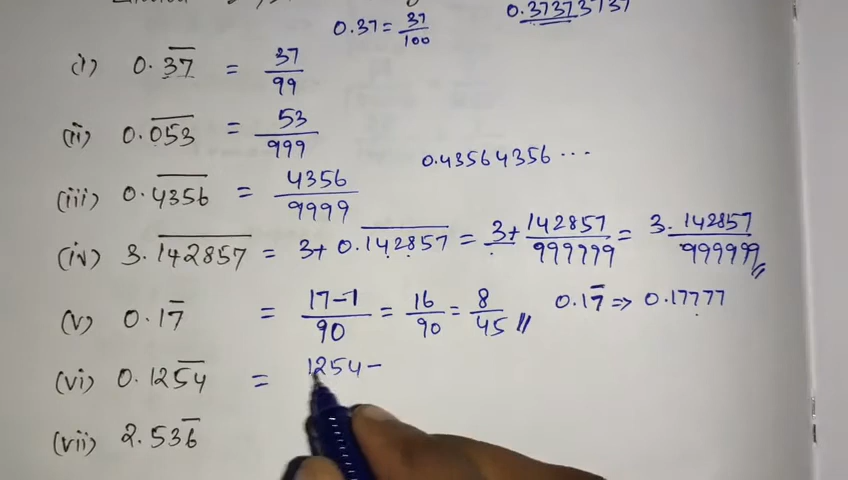 0.37 = 37/100 0.37373737
(i) 0.3̅7̅ = 37/99
(ii) 0.0̅5̅3̅ = 53/999
0.43564356 ...
(iii) 0.4̅3̅5̅6̅ = 4356/9999
(iv) 3.1̅4̅2̅8̅5̅7̅ = 3+ 0.1̅4̅2̅8̅5̅7̅ = 3+ 142857/999999 = 3. 142857/999999 //
(v) 0.17̅ = 17-1/90 = 16/90 = 8/45 // 0.17̅ ⇒ 0.17777
(vi) 0.125̅4̅ = 1254-
(vii) 2.536̅